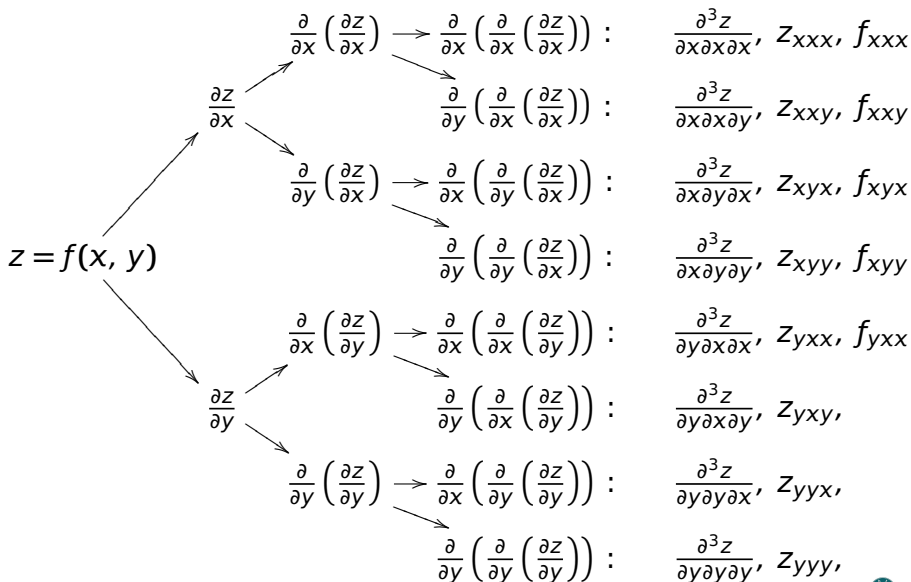 ∂/∂x (∂z/∂x) → ∂/∂x (∂/∂x (∂z/∂x)) : ∂³z/∂x∂x∂x, z_xxx, f_xxx
∂z/∂x ∂/∂y (∂/∂x (∂z/∂x)) : ∂³z/∂x∂x∂y, z_xxy, f_xxy
∂/∂y (∂z/∂x) → ∂/∂x (∂/∂y (∂z/∂x)) : ∂³z/∂x∂y∂x, z_xyx, f_xyx
z = f(x, y) ∂/∂y (∂/∂y (∂z/∂x)) : ∂³z/∂x∂y∂y, z_xyy, f_xyy
∂/∂x (∂z/∂y) → ∂/∂x (∂/∂x (∂z/∂y)) : ∂³z/∂y∂x∂x, z_yxx, f_yxx
∂z/∂y ∂/∂y (∂/∂x (∂z/∂y)) : ∂³z/∂y∂x∂y, z_yxy,
∂/∂y (∂z/∂y) → ∂/∂x (∂/∂y (∂z/∂y)) : ∂³z/∂y∂y∂x, z_yyx,
∂/∂y (∂/∂y (∂z/∂y)) : ∂³z/∂y∂y∂y, z_yyy,